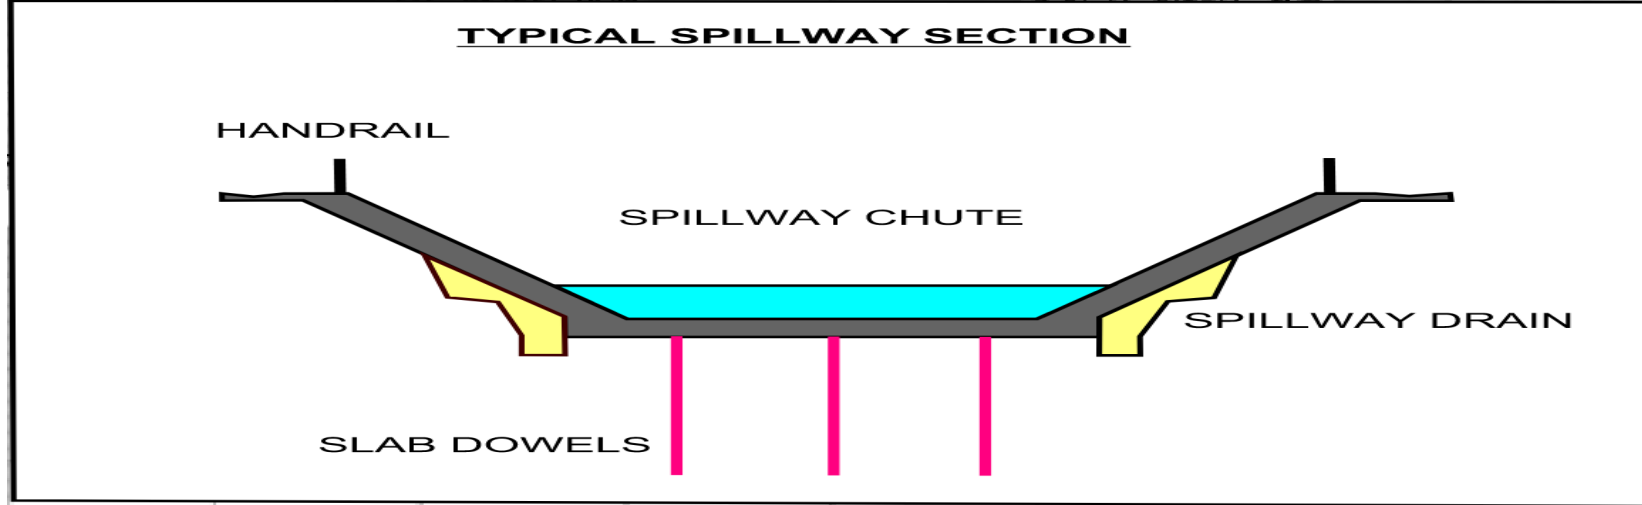 TYPICAL SPILLWAY SECTION
HANDRAIL
SPILLWAY CHUTE
SPILLWAY DRAIN
SLAB DOWELS